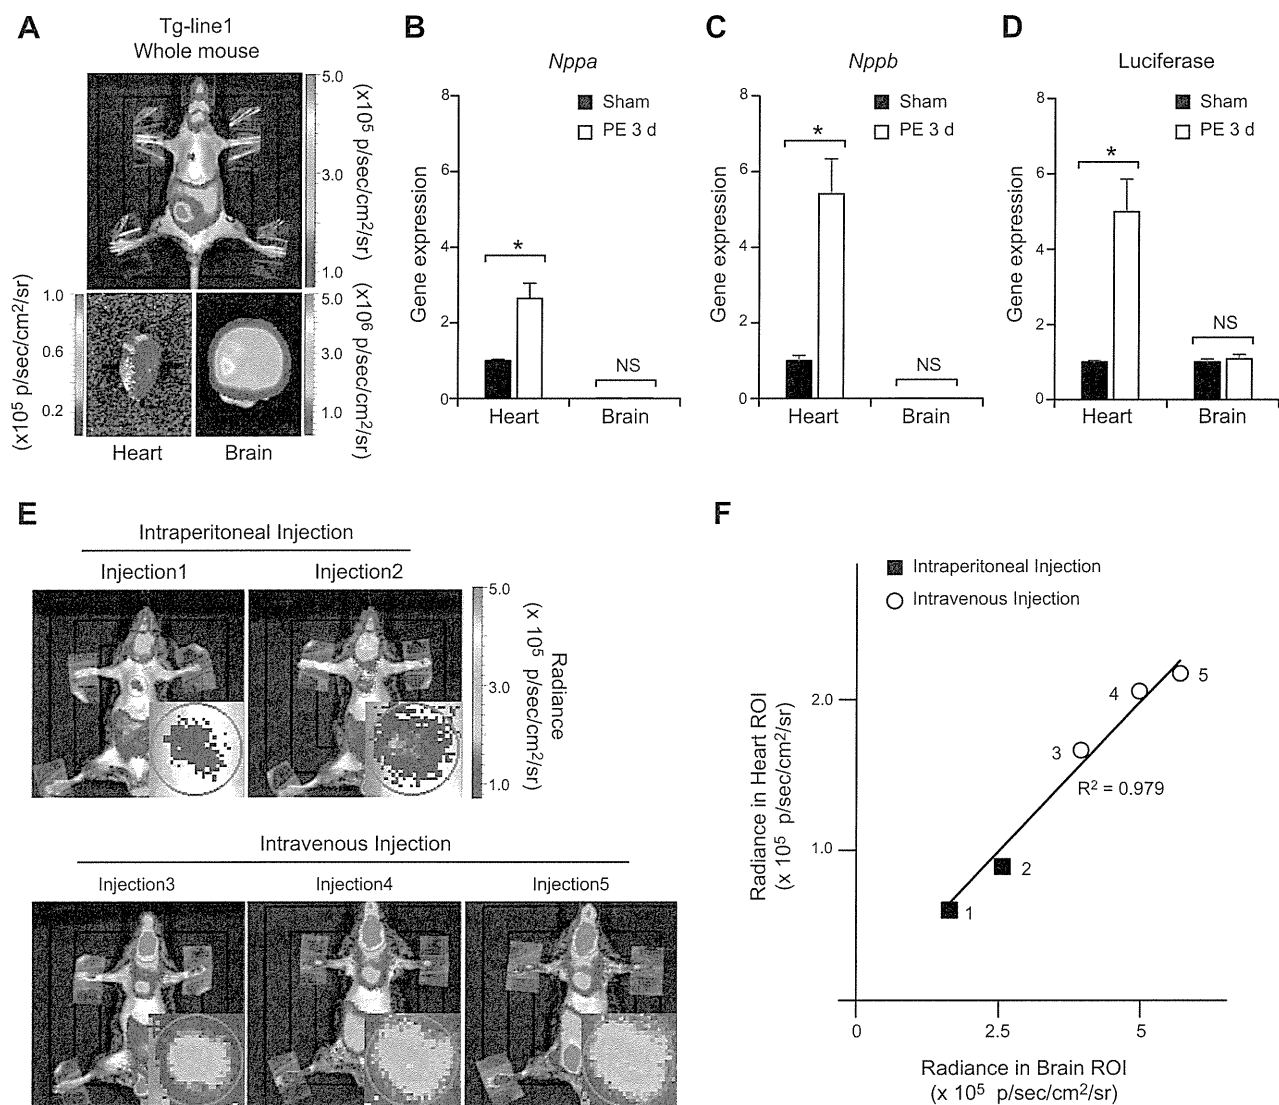 A
Tg-line1
Whole mouse
5.0
3.0
1.0
(x10⁵ p/sec/cm²/sr)
1.0
0.6
0.2
(x10⁵ p/sec/cm²/sr)
5.0
3.0
1.0
(x10⁶ p/sec/cm²/sr)
Heart
Brain
B
Nppa
Gene expression
8
6
4
2
0
Sham
PE 3 d
*
NS
Heart
Brain
C
Nppb
Gene expression
8
6
4
2
0
Sham
PE 3 d
*
NS
Heart
Brain
D
Luciferase
Gene expression
8
6
4
2
0
Sham
PE 3 d
*
NS
Heart
Brain
E
Intraperitoneal Injection
Injection1
Injection2
5.0
3.0
1.0
Radiance
(x 10⁵ p/sec/cm²/sr)
Intravenous Injection
Injection3
Injection4
Injection5
F
Intraperitoneal Injection
Intravenous Injection
Radiance in Heart ROI
(x 10⁵ p/sec/cm²/sr)
2.0
1.0
4
5
3
R² = 0.979
2
1
0
2.5
5
Radiance in Brain ROI
(x 10⁵ p/sec/cm²/sr)